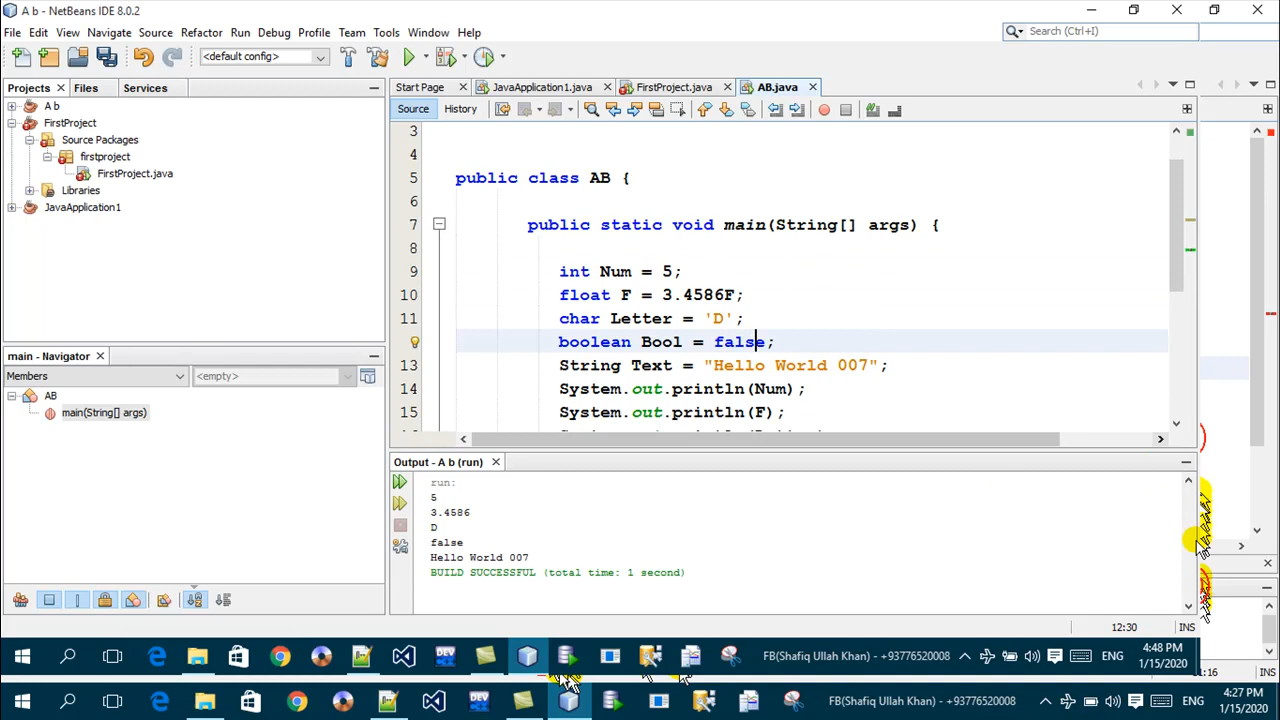 A b - NetBeans IDE 8.0.2
File Edit View Navigate Source Refactor Run Debug Profile Team Tools Window Help
Search (Ctrl+I)
<default config>
Projects Files Services
Start Page JavaApplication1.java FirstProject.java AB.java
A b
FirstProject
Source Packages
firstproject
FirstProject.java
Libraries
JavaApplication1
Source History
3
4
5 public class AB {
6
7 public static void main(String[] args) {
8
9 int Num = 5;
10 float F = 3.4586F;
11 char Letter = 'D';
boolean Bool = false;
13 String Text = "Hello World 007";
14 System.out.println(Num);
15 System.out.println(F);
main - Navigator
Members <empty>
AB
main(String[] args)
Output - A b (run)
run:
5
3.4586
D
false
Hello World 007
BUILD SUCCESSFUL (total time: 1 second)
12:30 INS
FB(Shafiq Ullah Khan) - +93776520008 ENG 4:48 PM
1/15/2020
11:16 INS
FB(Shafiq Ullah Khan) - +93776520008 ENG 4:27 PM
1/15/2020